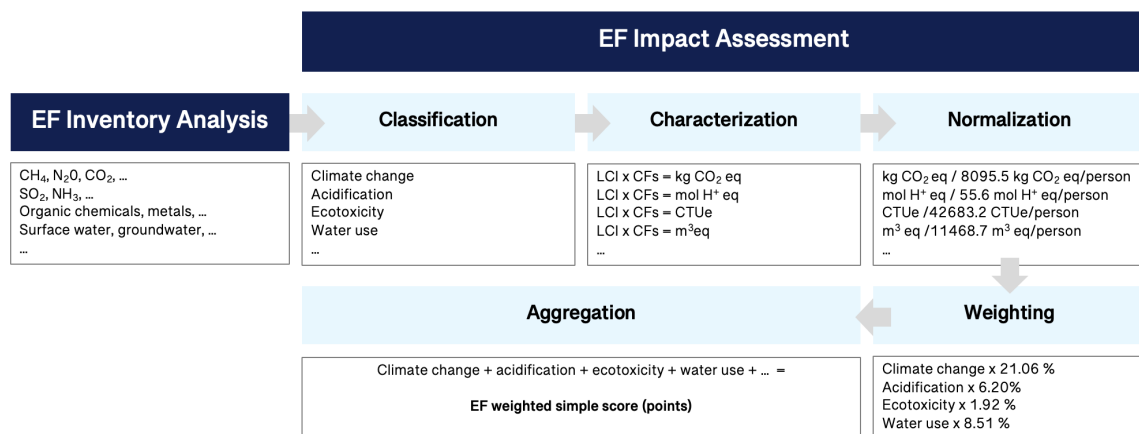 EF Impact Assessment
EF Inventory Analysis
Classification
Characterization
Normalization
CH₄, N₂0, CO₂, ...
SO₂, NH₃, ...
Organic chemicals, metals, ...
Surface water, groundwater, ...
...
Climate change
Acidification
Ecotoxicity
Water use
...
LCI x CFs = kg CO₂ eq
LCI x CFs = mol H⁺ eq
LCI x CFs = CTUe
LCI x CFs = m³eq
...
kg CO₂ eq / 8095.5 kg CO₂ eq/person
mol H⁺ eq / 55.6 mol H⁺ eq/person
CTUe /42683.2 CTUe/person
m³ eq /11468.7 m³ eq/person
...
Aggregation
Weighting
Climate change + acidification + ecotoxicity + water use + ... =
EF weighted simple score (points)
Climate change x 21.06 %
Acidification x 6.20%
Ecotoxicity x 1.92 %
Water use x 8.51 %